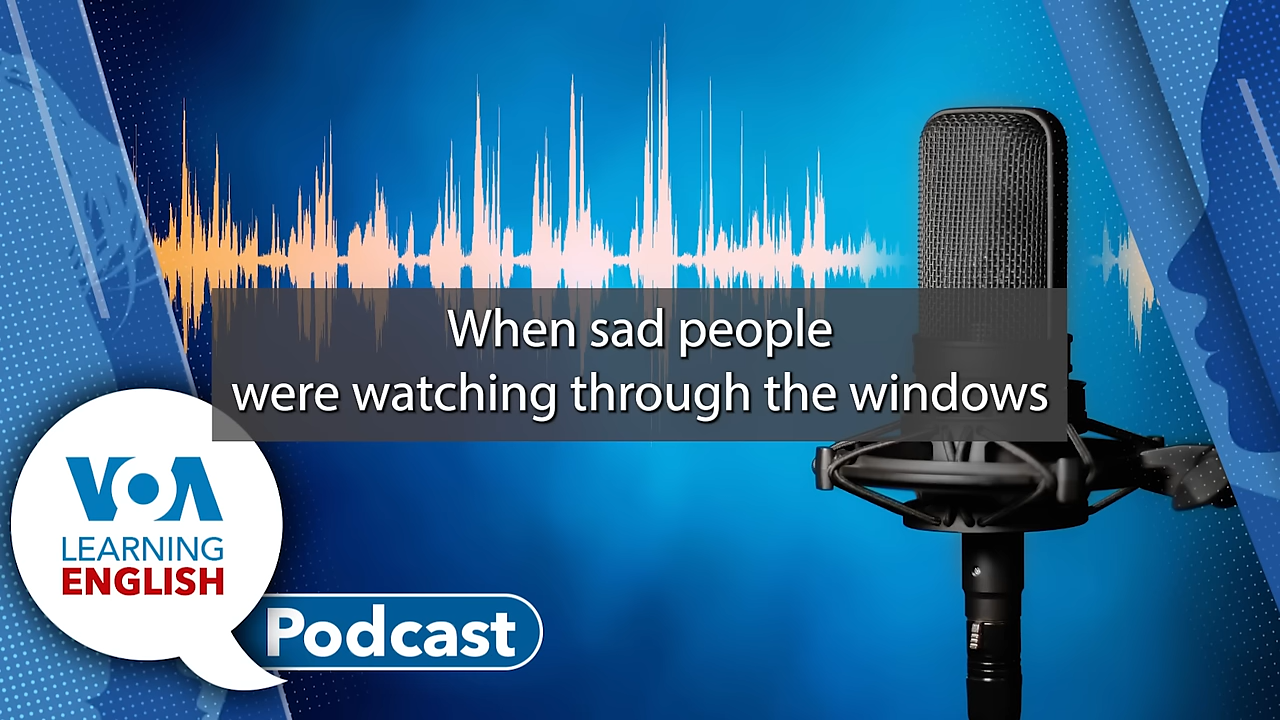 When sad people
were watching through the windows
VOA
LEARNING
ENGLISH
Podcast